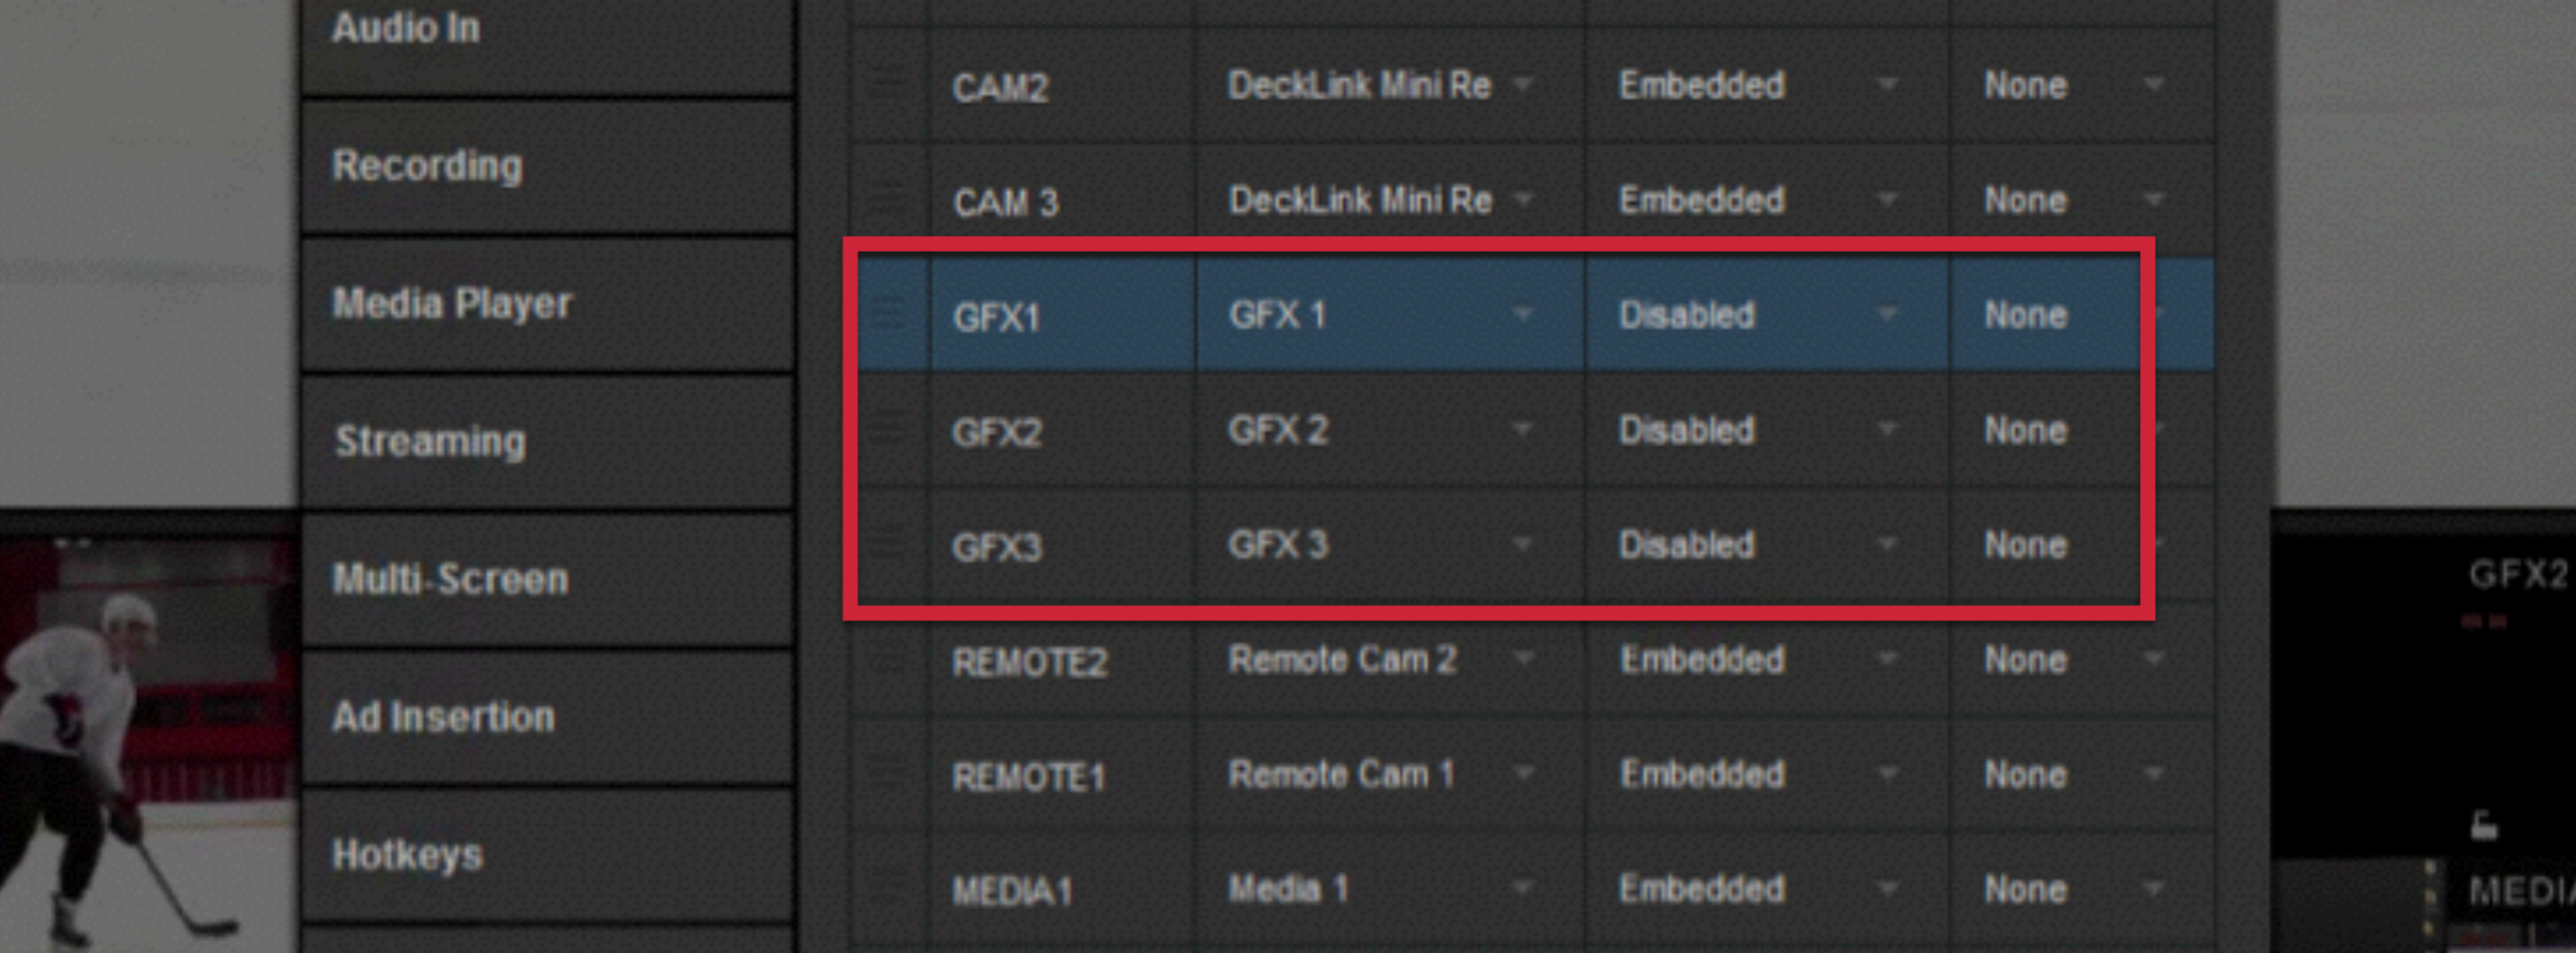 Audio In
Recording
Media Player
Streaming
Multi-Screen
Ad Insertion
Hotkeys
CAM2 DeckLink Mini Re Embedded None
CAM 3 DeckLink Mini Re Embedded None
GFX1 GFX 1 Disabled None
GFX2 GFX 2 Disabled None
GFX3 GFX 3 Disabled None
REMOTE2 Remote Cam 2 Embedded None
REMOTE1 Remote Cam 1 Embedded None
MEDIA1 Media 1 Embedded None
GFX2
MEDIA